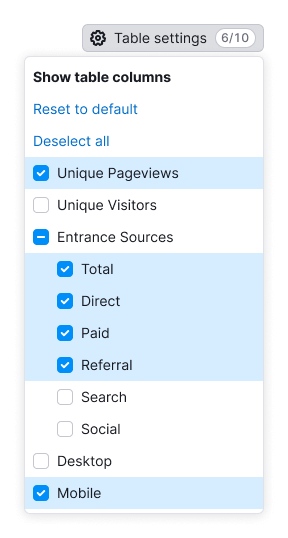 Table settings 6/10
Show table columns
Reset to default
Deselect all
Unique Pageviews
Unique Visitors
Entrance Sources
Total
Direct
Paid
Referral
Search
Social
Desktop
Mobile